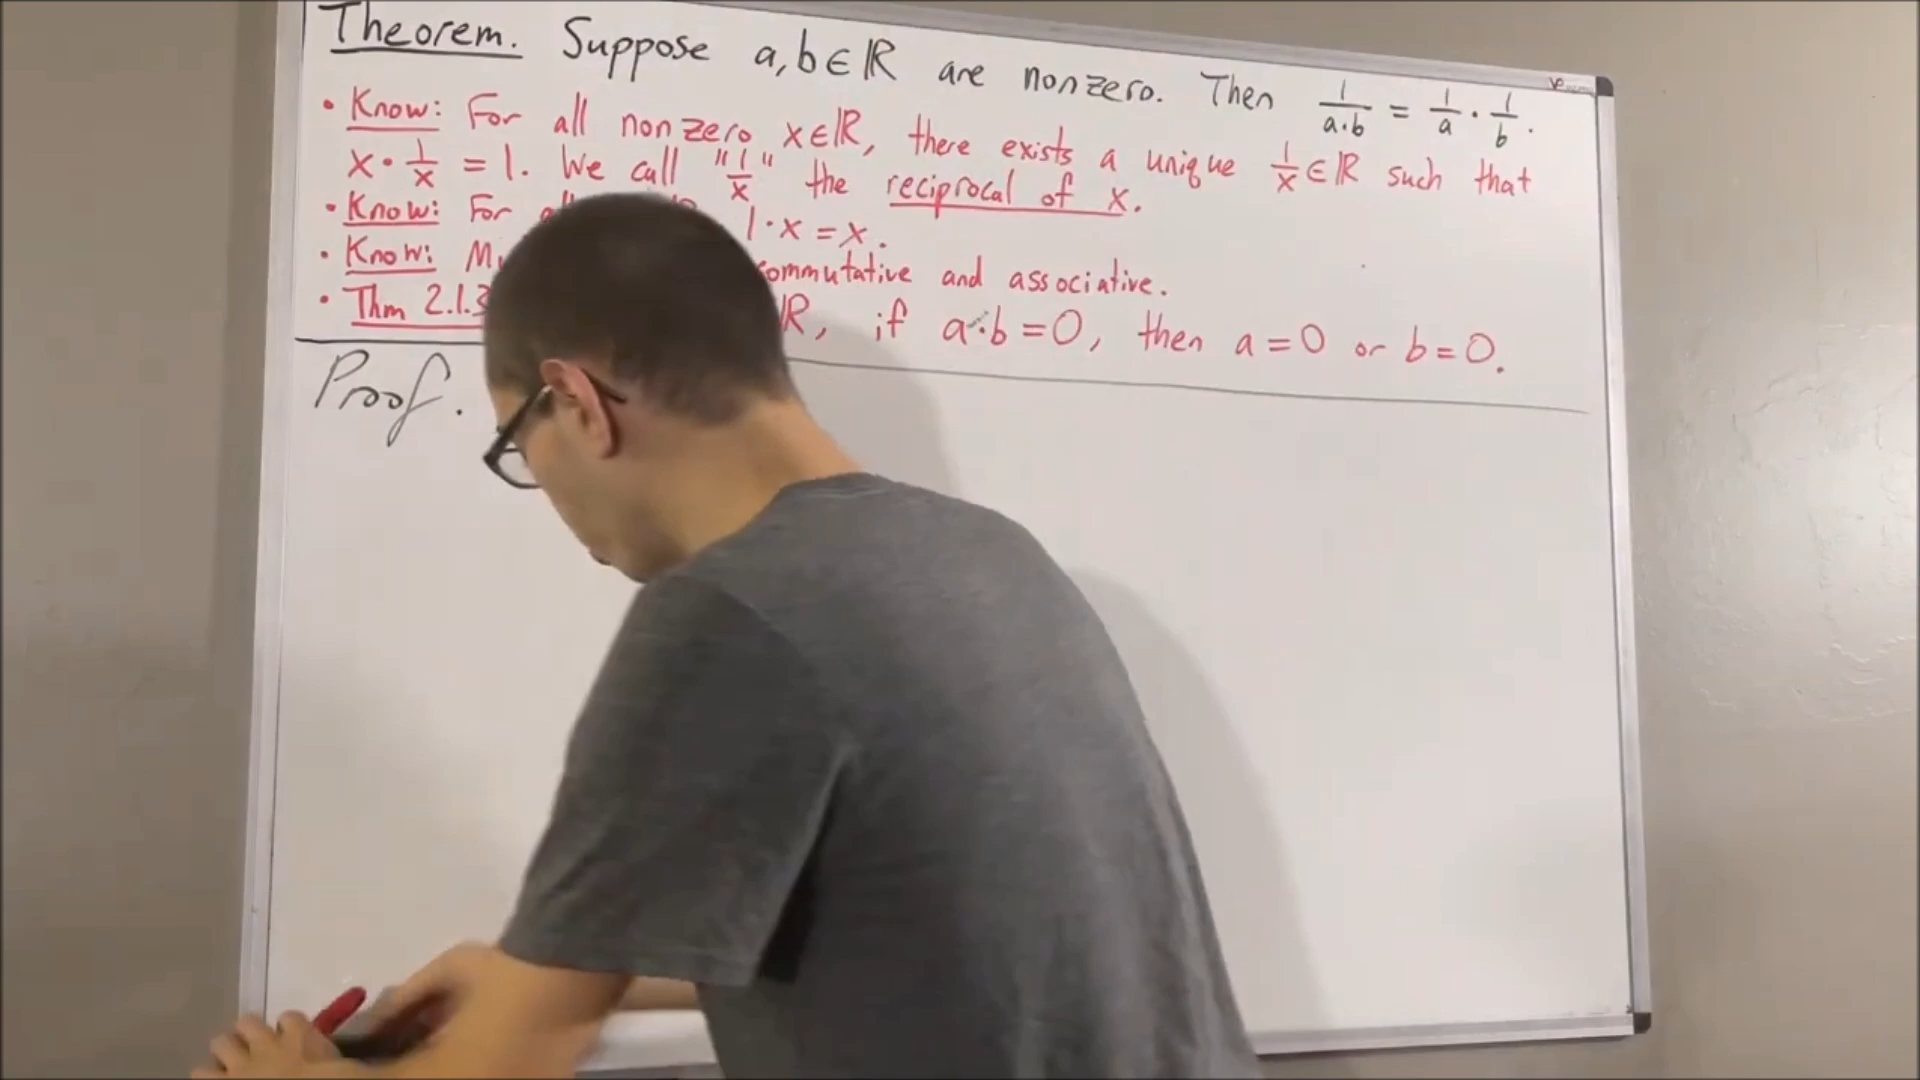 Theorem. Suppose a, b ∈ ℝ are nonzero. Then 1/(a·b) = 1/a · 1/b.
• Know: For all nonzero x ∈ ℝ, there exists a unique 1/x ∈ ℝ such that
x · 1/x = 1. We call "1/x" the reciprocal of x.
• Know: For 1·x = x.
• Know: commutative and associative.
• Thm 2.1.3 ℝ, if a·b = 0, then a = 0 or b = 0.
Proof.